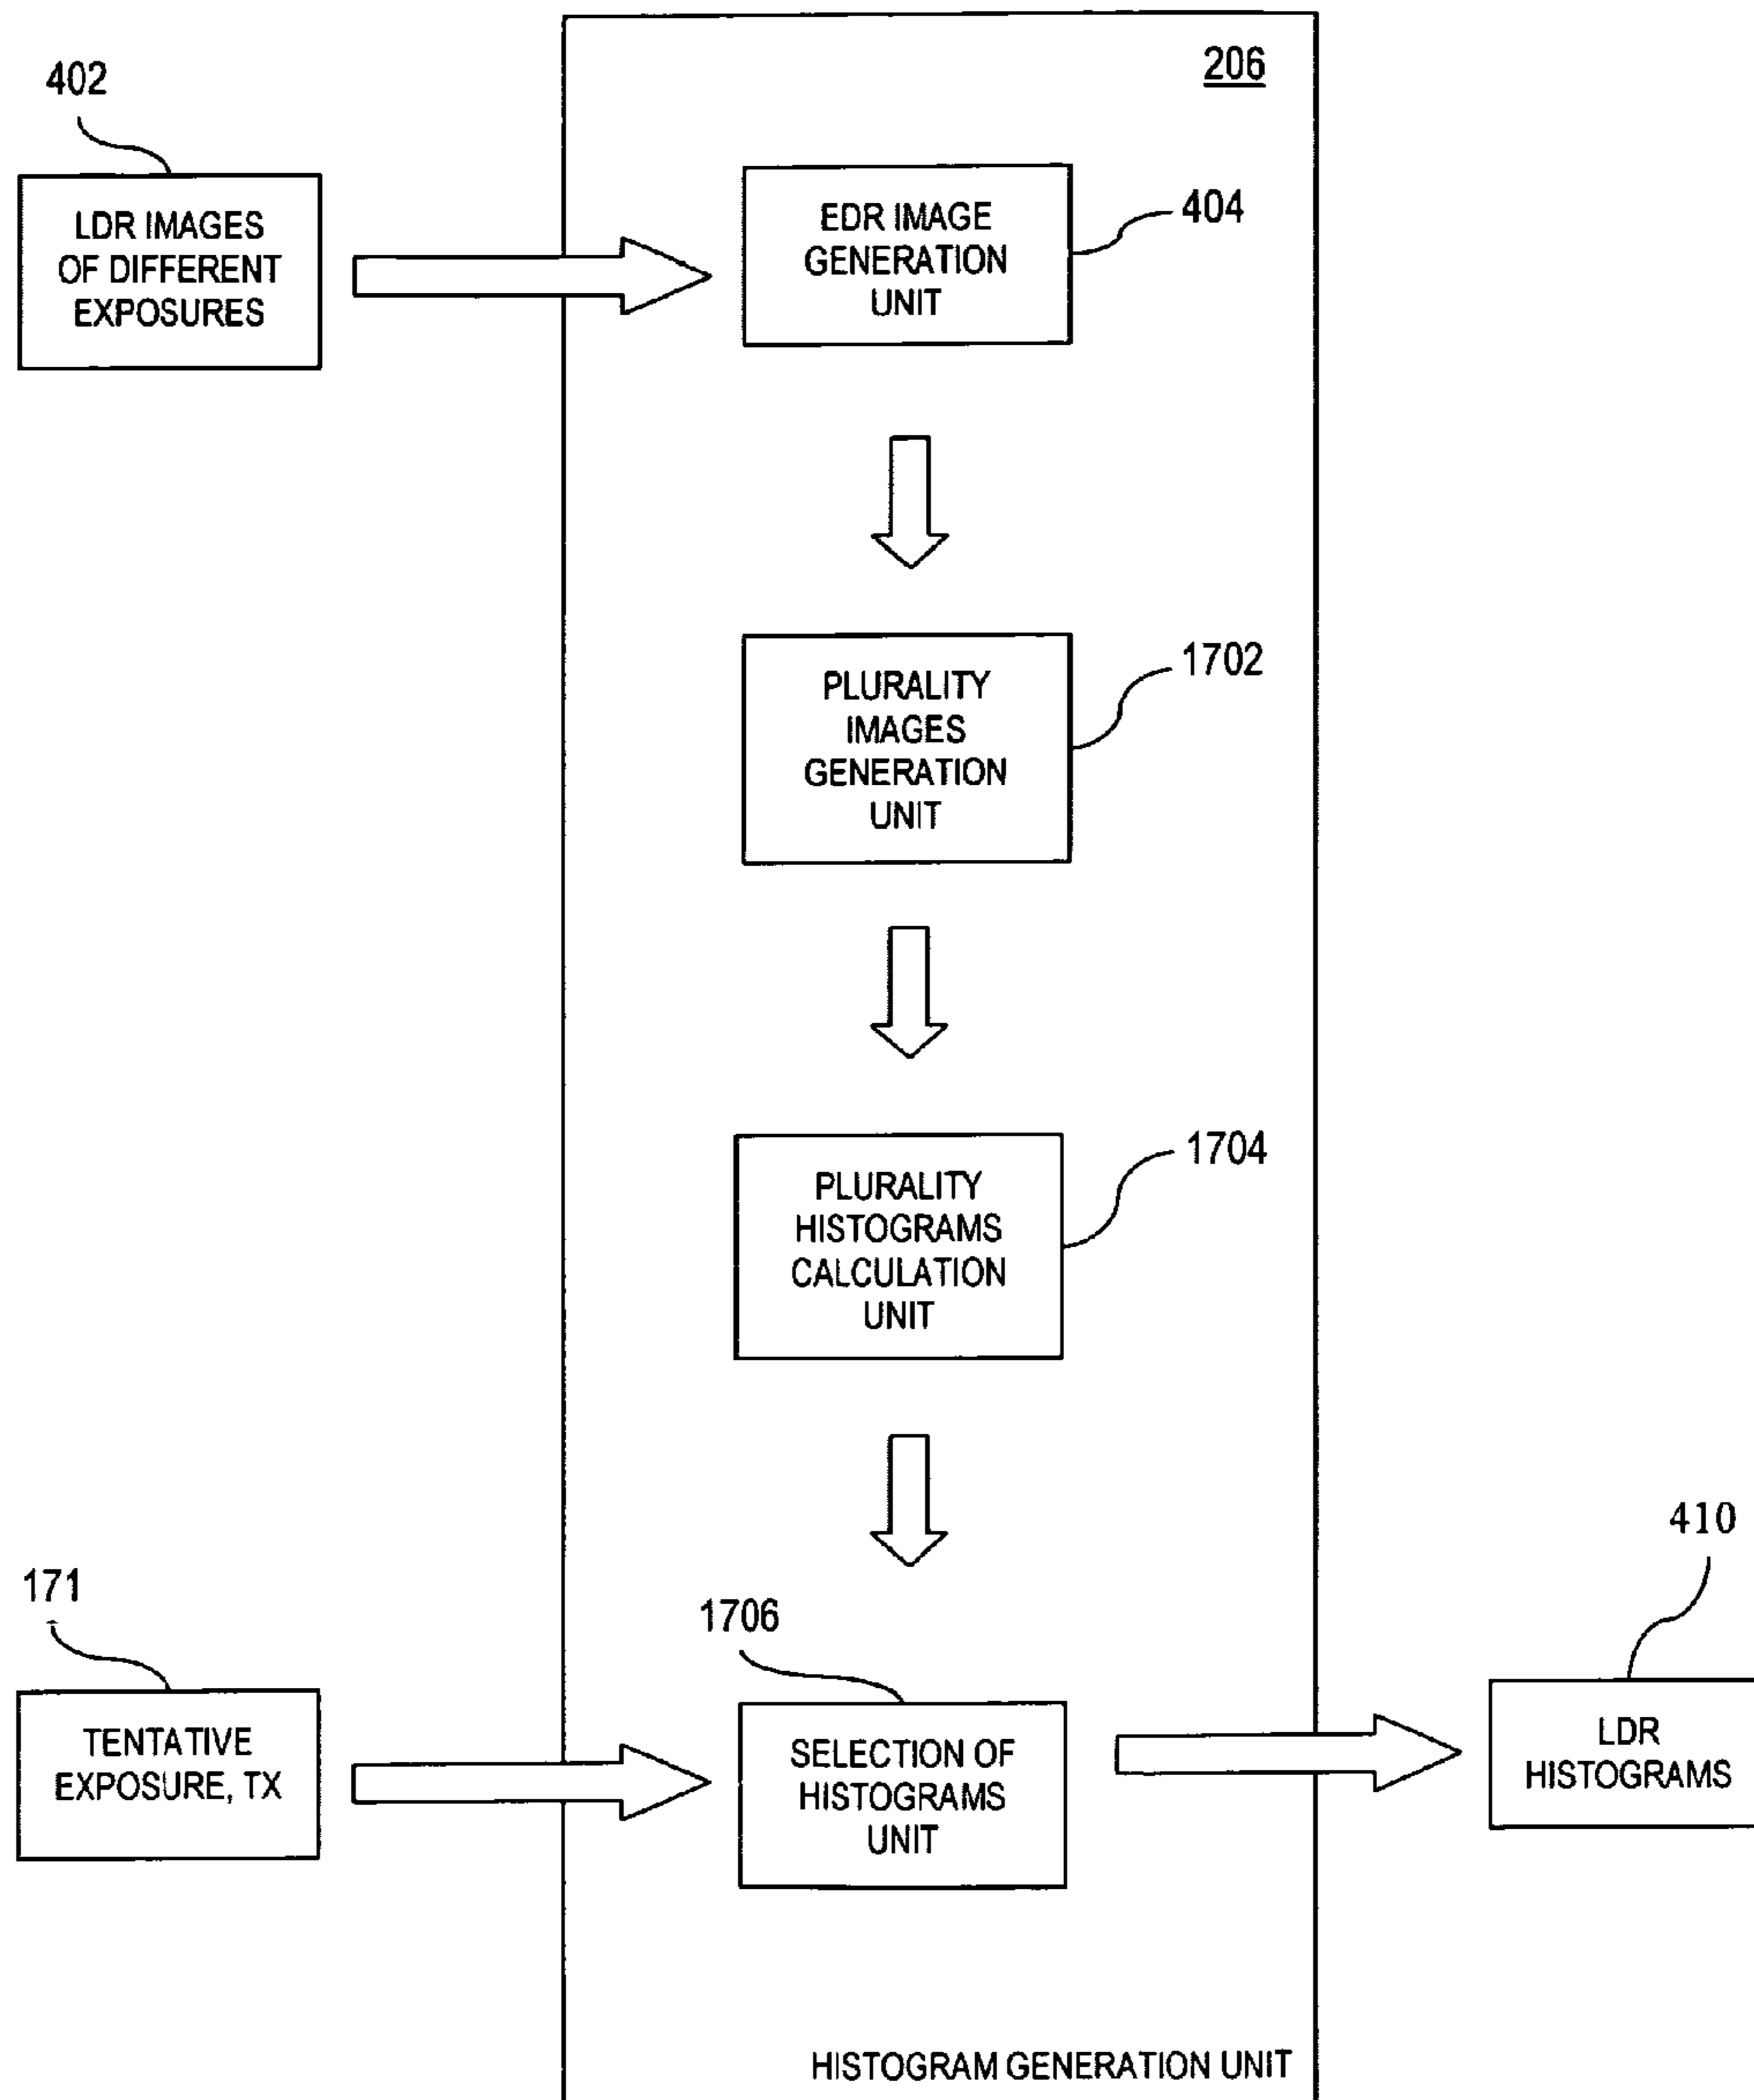 206
402
LDR IMAGES
OF DIFFERENT
EXPOSURES
EDR IMAGE
GENERATION
UNIT
404
PLURALITY
IMAGES
GENERATION
UNIT
1702
PLURALITY
HISTOGRAMS
CALCULATION
UNIT
1704
171
TENTATIVE
EXPOSURE, TX
1706
SELECTION OF
HISTOGRAMS
UNIT
410
LDR
HISTOGRAMS
HISTOGRAM GENERATION UNIT